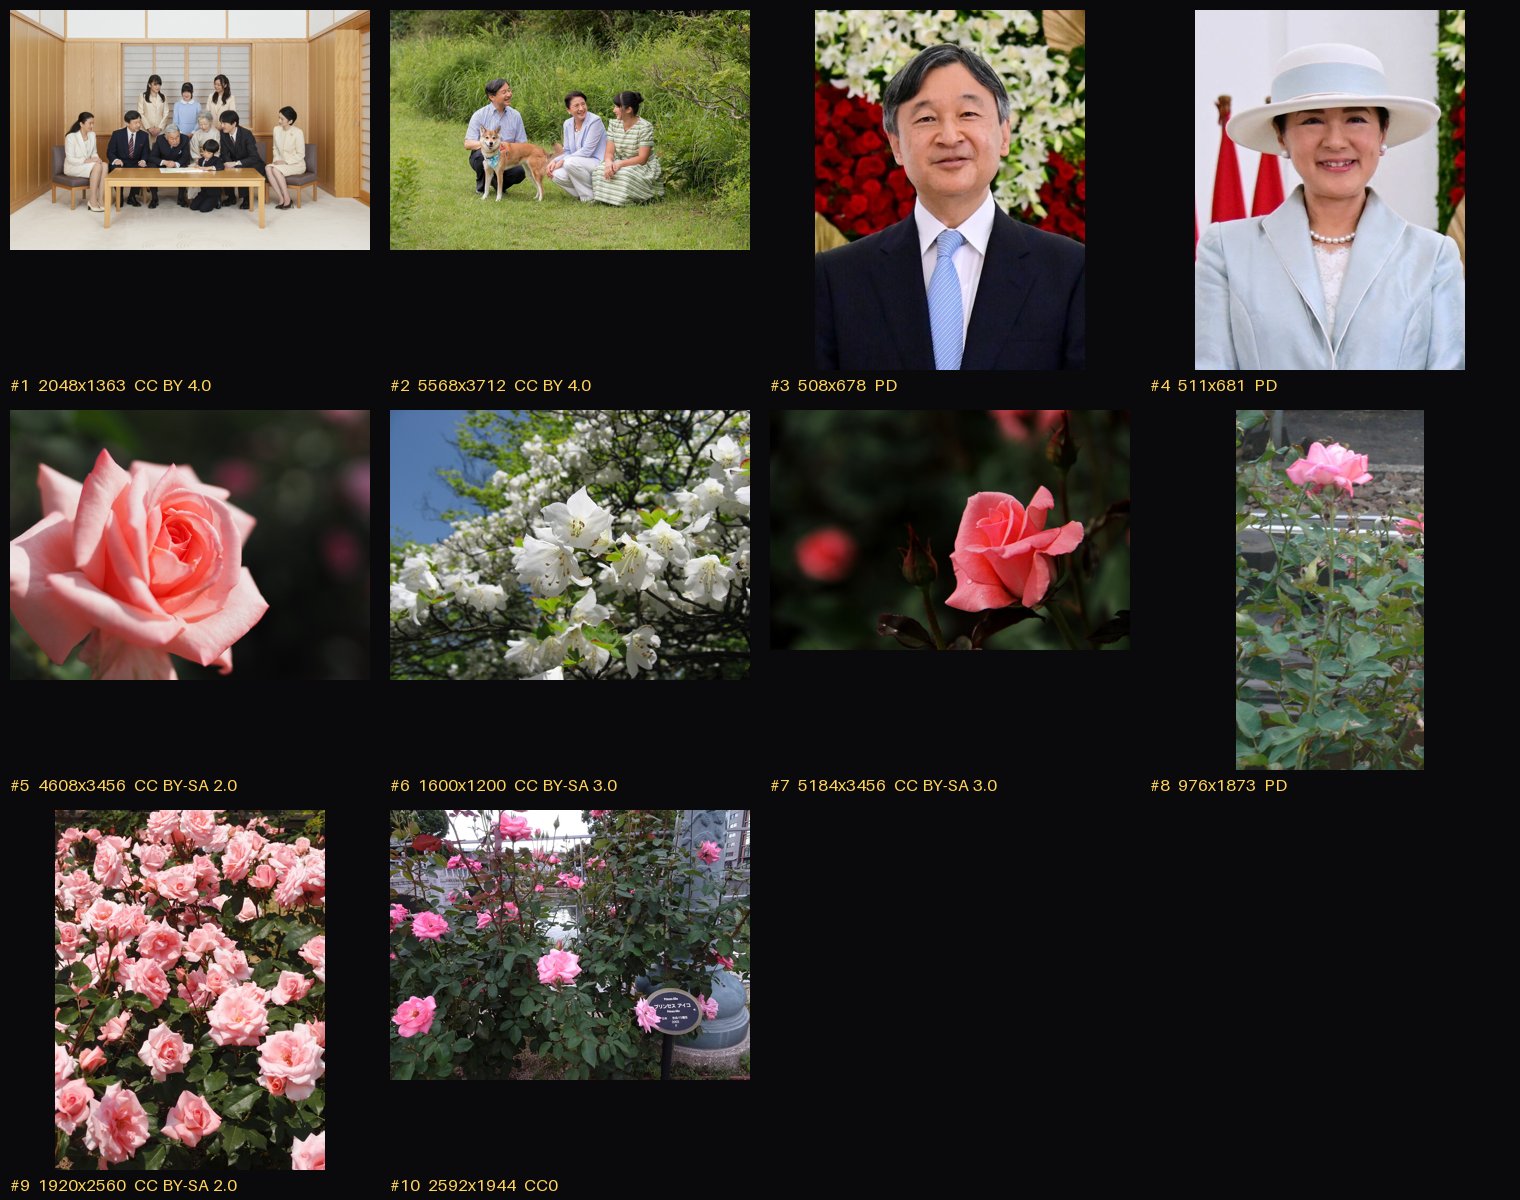 #1 2048x1363 CC BY 4.0
#2 5568x3712 CC BY 4.0
#3 508x678 PD
#4 511x681 PD
#5 4608x3456 CC BY-SA 2.0
#6 1600x1200 CC BY-SA 3.0
#7 5184x3456 CC BY-SA 3.0
#8 976x1873 PD
プリンセス アイコ
#9 1920x2560 CC BY-SA 2.0
#10 2592x1944 CC0